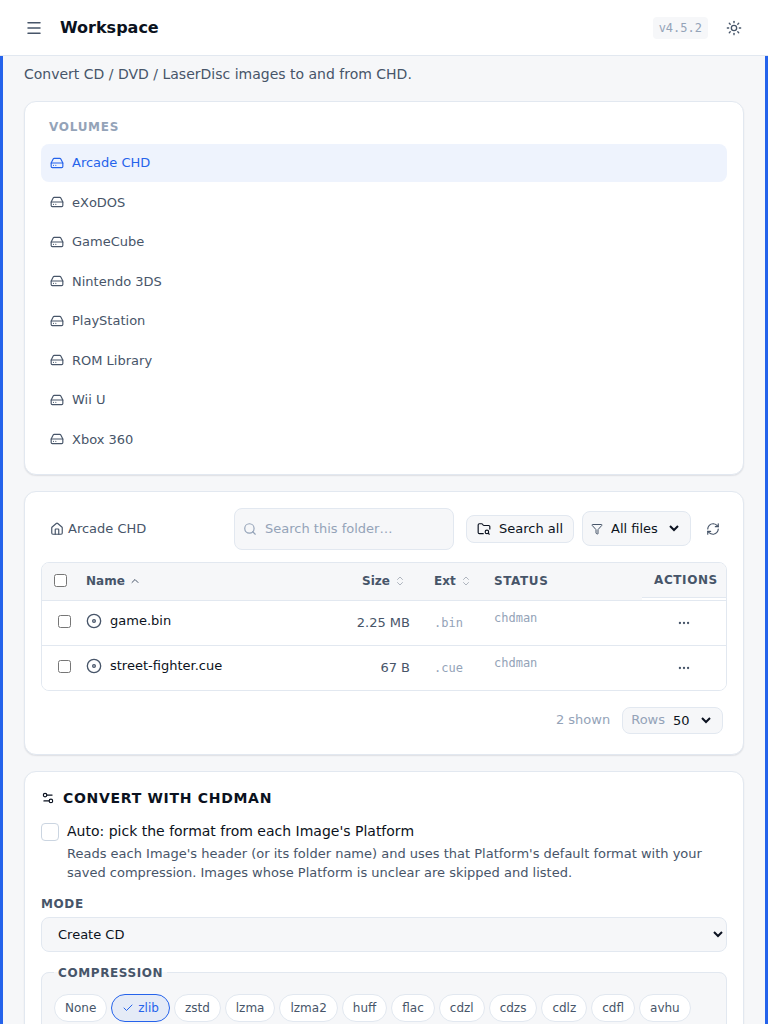 Workspace
v4.5.2
Convert CD / DVD / LaserDisc images to and from CHD.
VOLUMES
Arcade CHD
eXoDOS
GameCube
Nintendo 3DS
PlayStation
ROM Library
Wii U
Xbox 360
Arcade CHD
Search this folder…
Search all
All files
Name Size Ext STATUS ACTIONS
game.bin 2.25 MB .bin chdman
street-fighter.cue 67 B .cue chdman
2 shown Rows 50
CONVERT WITH CHDMAN
Auto: pick the format from each Image's Platform
Reads each Image's header (or its folder name) and uses that Platform's default format with your
saved compression. Images whose Platform is unclear are skipped and listed.
MODE
Create CD
COMPRESSION
None zlib zstd lzma lzma2 huff flac cdzl cdzs cdlz cdfl avhu